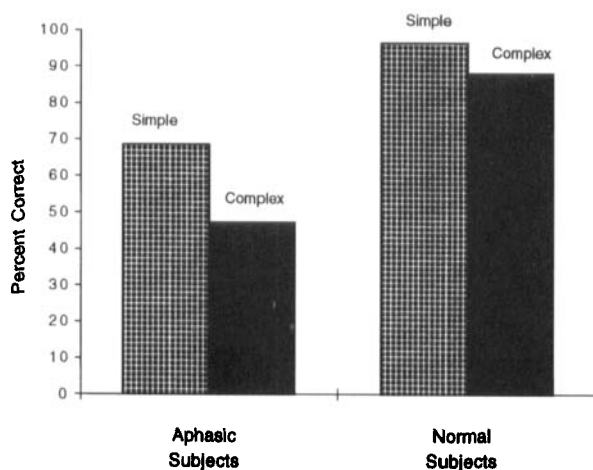 100
90
80
70
60
50
40
30
20
10
0
Percent Correct
Simple
Complex
Simple
Complex
Aphasic
Subjects
Normal
Subjects